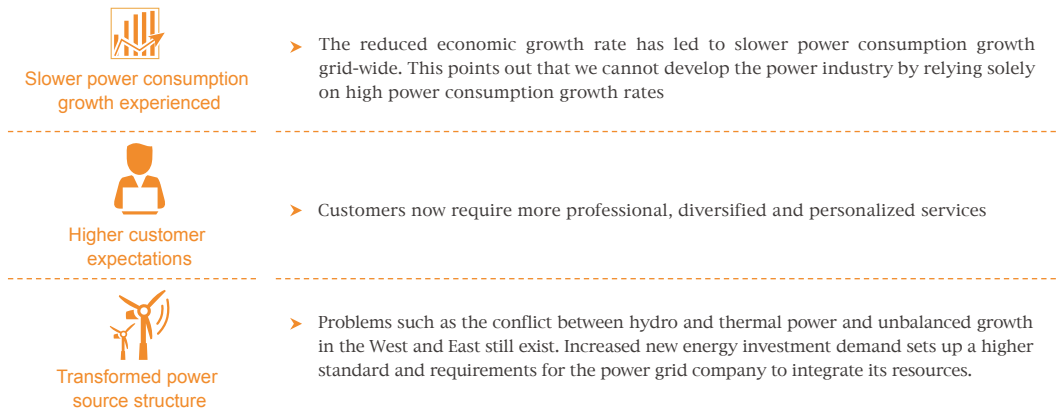 Slower power consumption
growth experienced
➤ The reduced economic growth rate has led to slower power consumption growth
grid-wide. This points out that we cannot develop the power industry by relying solely
on high power consumption growth rates
Higher customer
expectations
➤ Customers now require more professional, diversified and personalized services
Transformed power
source structure
➤ Problems such as the conflict between hydro and thermal power and unbalanced growth
in the West and East still exist. Increased new energy investment demand sets up a higher
standard and requirements for the power grid company to integrate its resources.